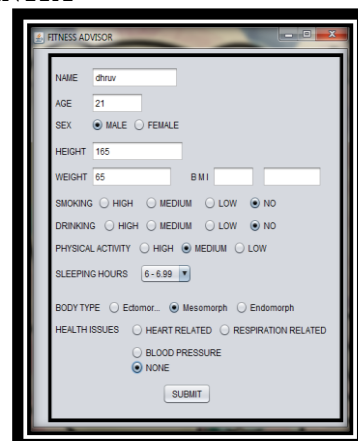 FITNESS ADVISOR
NAME dhruv
AGE 21
SEX MALE FEMALE
HEIGHT 165
WEIGHT 65 B M I
SMOKING HIGH MEDIUM LOW NO
DRINKING HIGH MEDIUM LOW NO
PHYSICAL ACTIVITY HIGH MEDIUM LOW
SLEEPING HOURS 6 - 6.99
BODY TYPE Ectomor... Mesomorph Endomorph
HEALTH ISSUES HEART RELATED RESPIRATION RELATED
BLOOD PRESSURE
NONE
SUBMIT